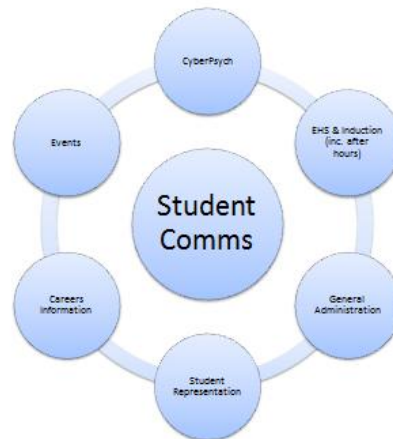 CyberPsych
EHS & Induction
(inc. after
hours)
General
Administration
Student
Representation
Careers
Information
Events
Student
Comms